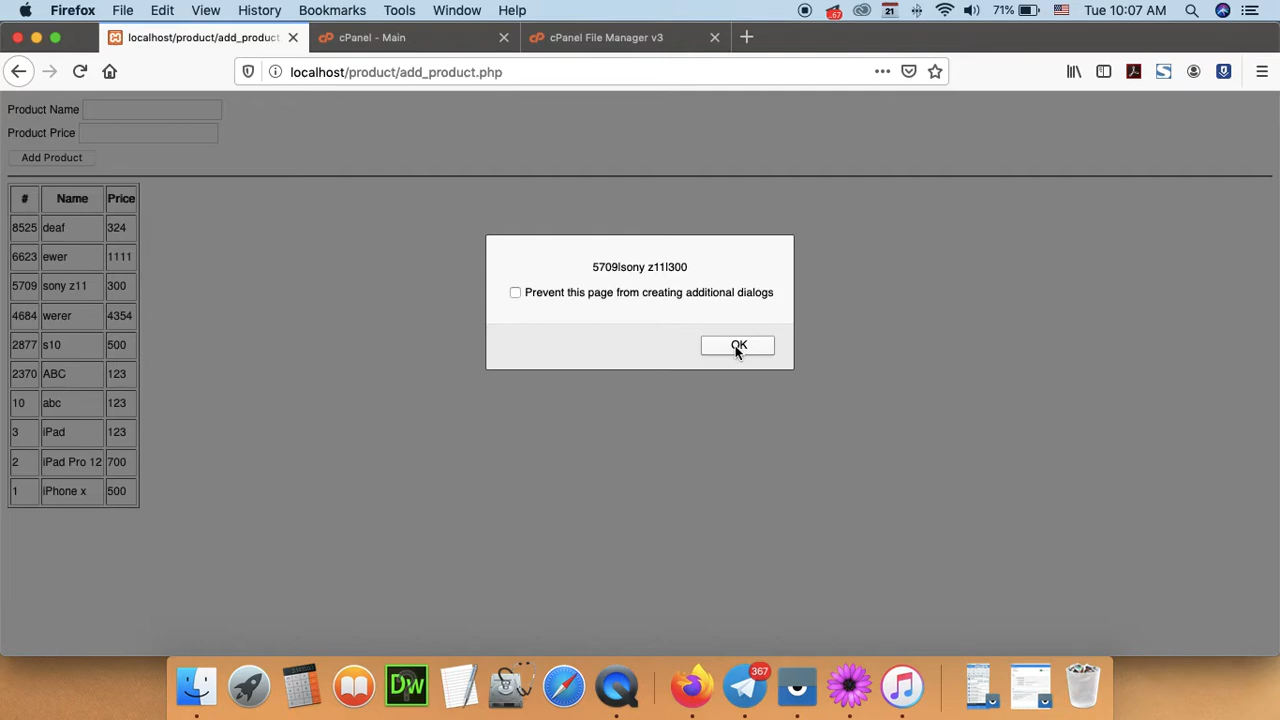 Firefox File Edit View History Bookmarks Tools Window Help .67 21 71% Tue 10:07 AM
localhost/product/add_product. cPanel - Main cPanel File Manager v3
localhost/product/add_product.php
Product Name
Product Price
Add Product
# Name Price
8525 deaf 324
6623 ewer 1111
5709 sony z11 300
4684 werer 4354
2877 s10 500
2370 ABC 123
10 abc 123
3 iPad 123
2 iPad Pro 12 700
1 iPhone x 500
5709|sony z11|300
Prevent this page from creating additional dialogs
OK
Dw 367